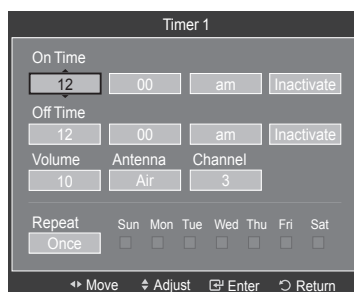 Timer 1
On Time
12 00 am Inactivate
Off Time
12 00 am Inactivate
Volume Antenna Channel
10 Air 3
Repeat Sun Mon Tue Wed Thu Fri Sat
Once
Move Adjust Enter Return